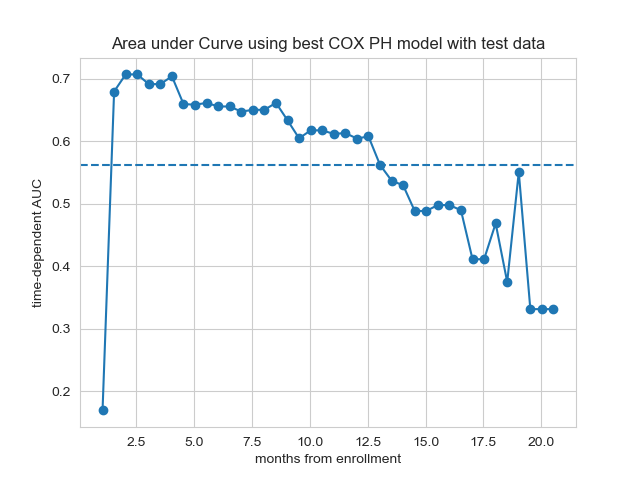 Area under Curve using best COX PH model with test data
time-dependent AUC
0.7
0.6
0.5
0.4
0.3
0.2
2.5 5.0 7.5 10.0 12.5 15.0 17.5 20.0
months from enrollment